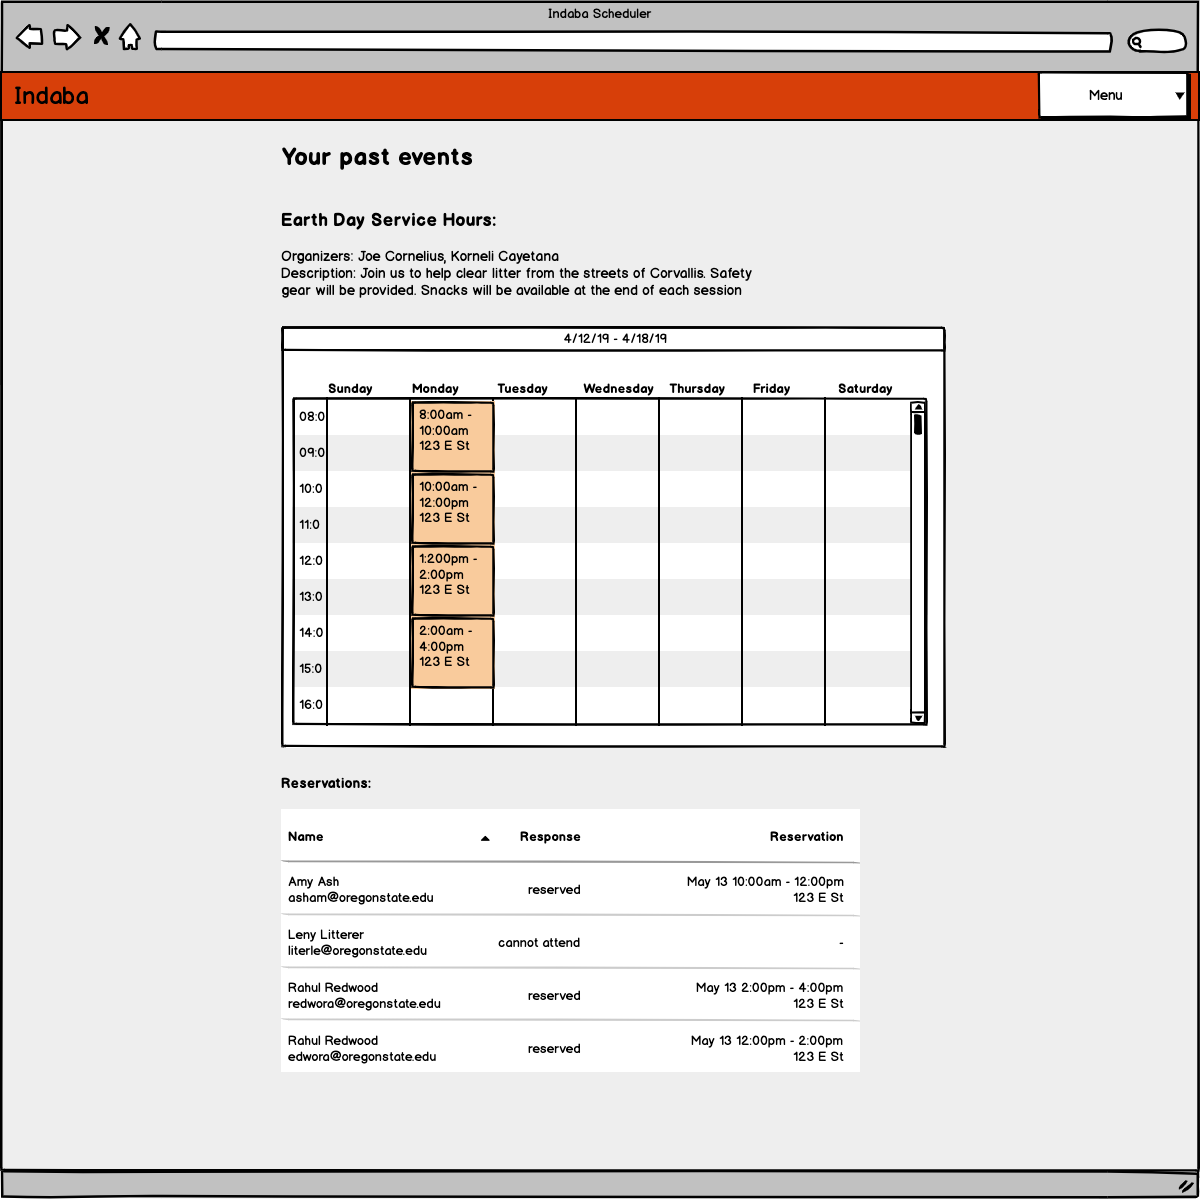 Indaba Scheduler
Indaba
Menu
Your past events
Earth Day Service Hours:
Organizers: Joe Cornelius, Korneli Cayetana
Description: Join us to help clear litter from the streets of Corvallis. Safety
gear will be provided. Snacks will be available at the end of each session
4/12/19 - 4/18/19
Sunday Monday Tuesday Wednesday Thursday Friday Saturday
08:0
09:0
10:0
11:0
12:0
13:0
14:0
15:0
16:0
8:00am -
10:00am
123 E St
10:00am -
12:00pm
123 E St
1:200pm -
2:00pm
123 E St
2:00am -
4:00pm
123 E St
Reservations:
Name Response Reservation
Amy Ash
asham@oregonstate.edu
reserved
May 13 10:00am - 12:00pm
123 E St
Leny Litterer
literle@oregonstate.edu
cannot attend
-
Rahul Redwood
redwora@oregonstate.edu
reserved
May 13 2:00pm - 4:00pm
123 E St
Rahul Redwood
edwora@oregonstate.edu
reserved
May 13 12:00pm - 2:00pm
123 E St